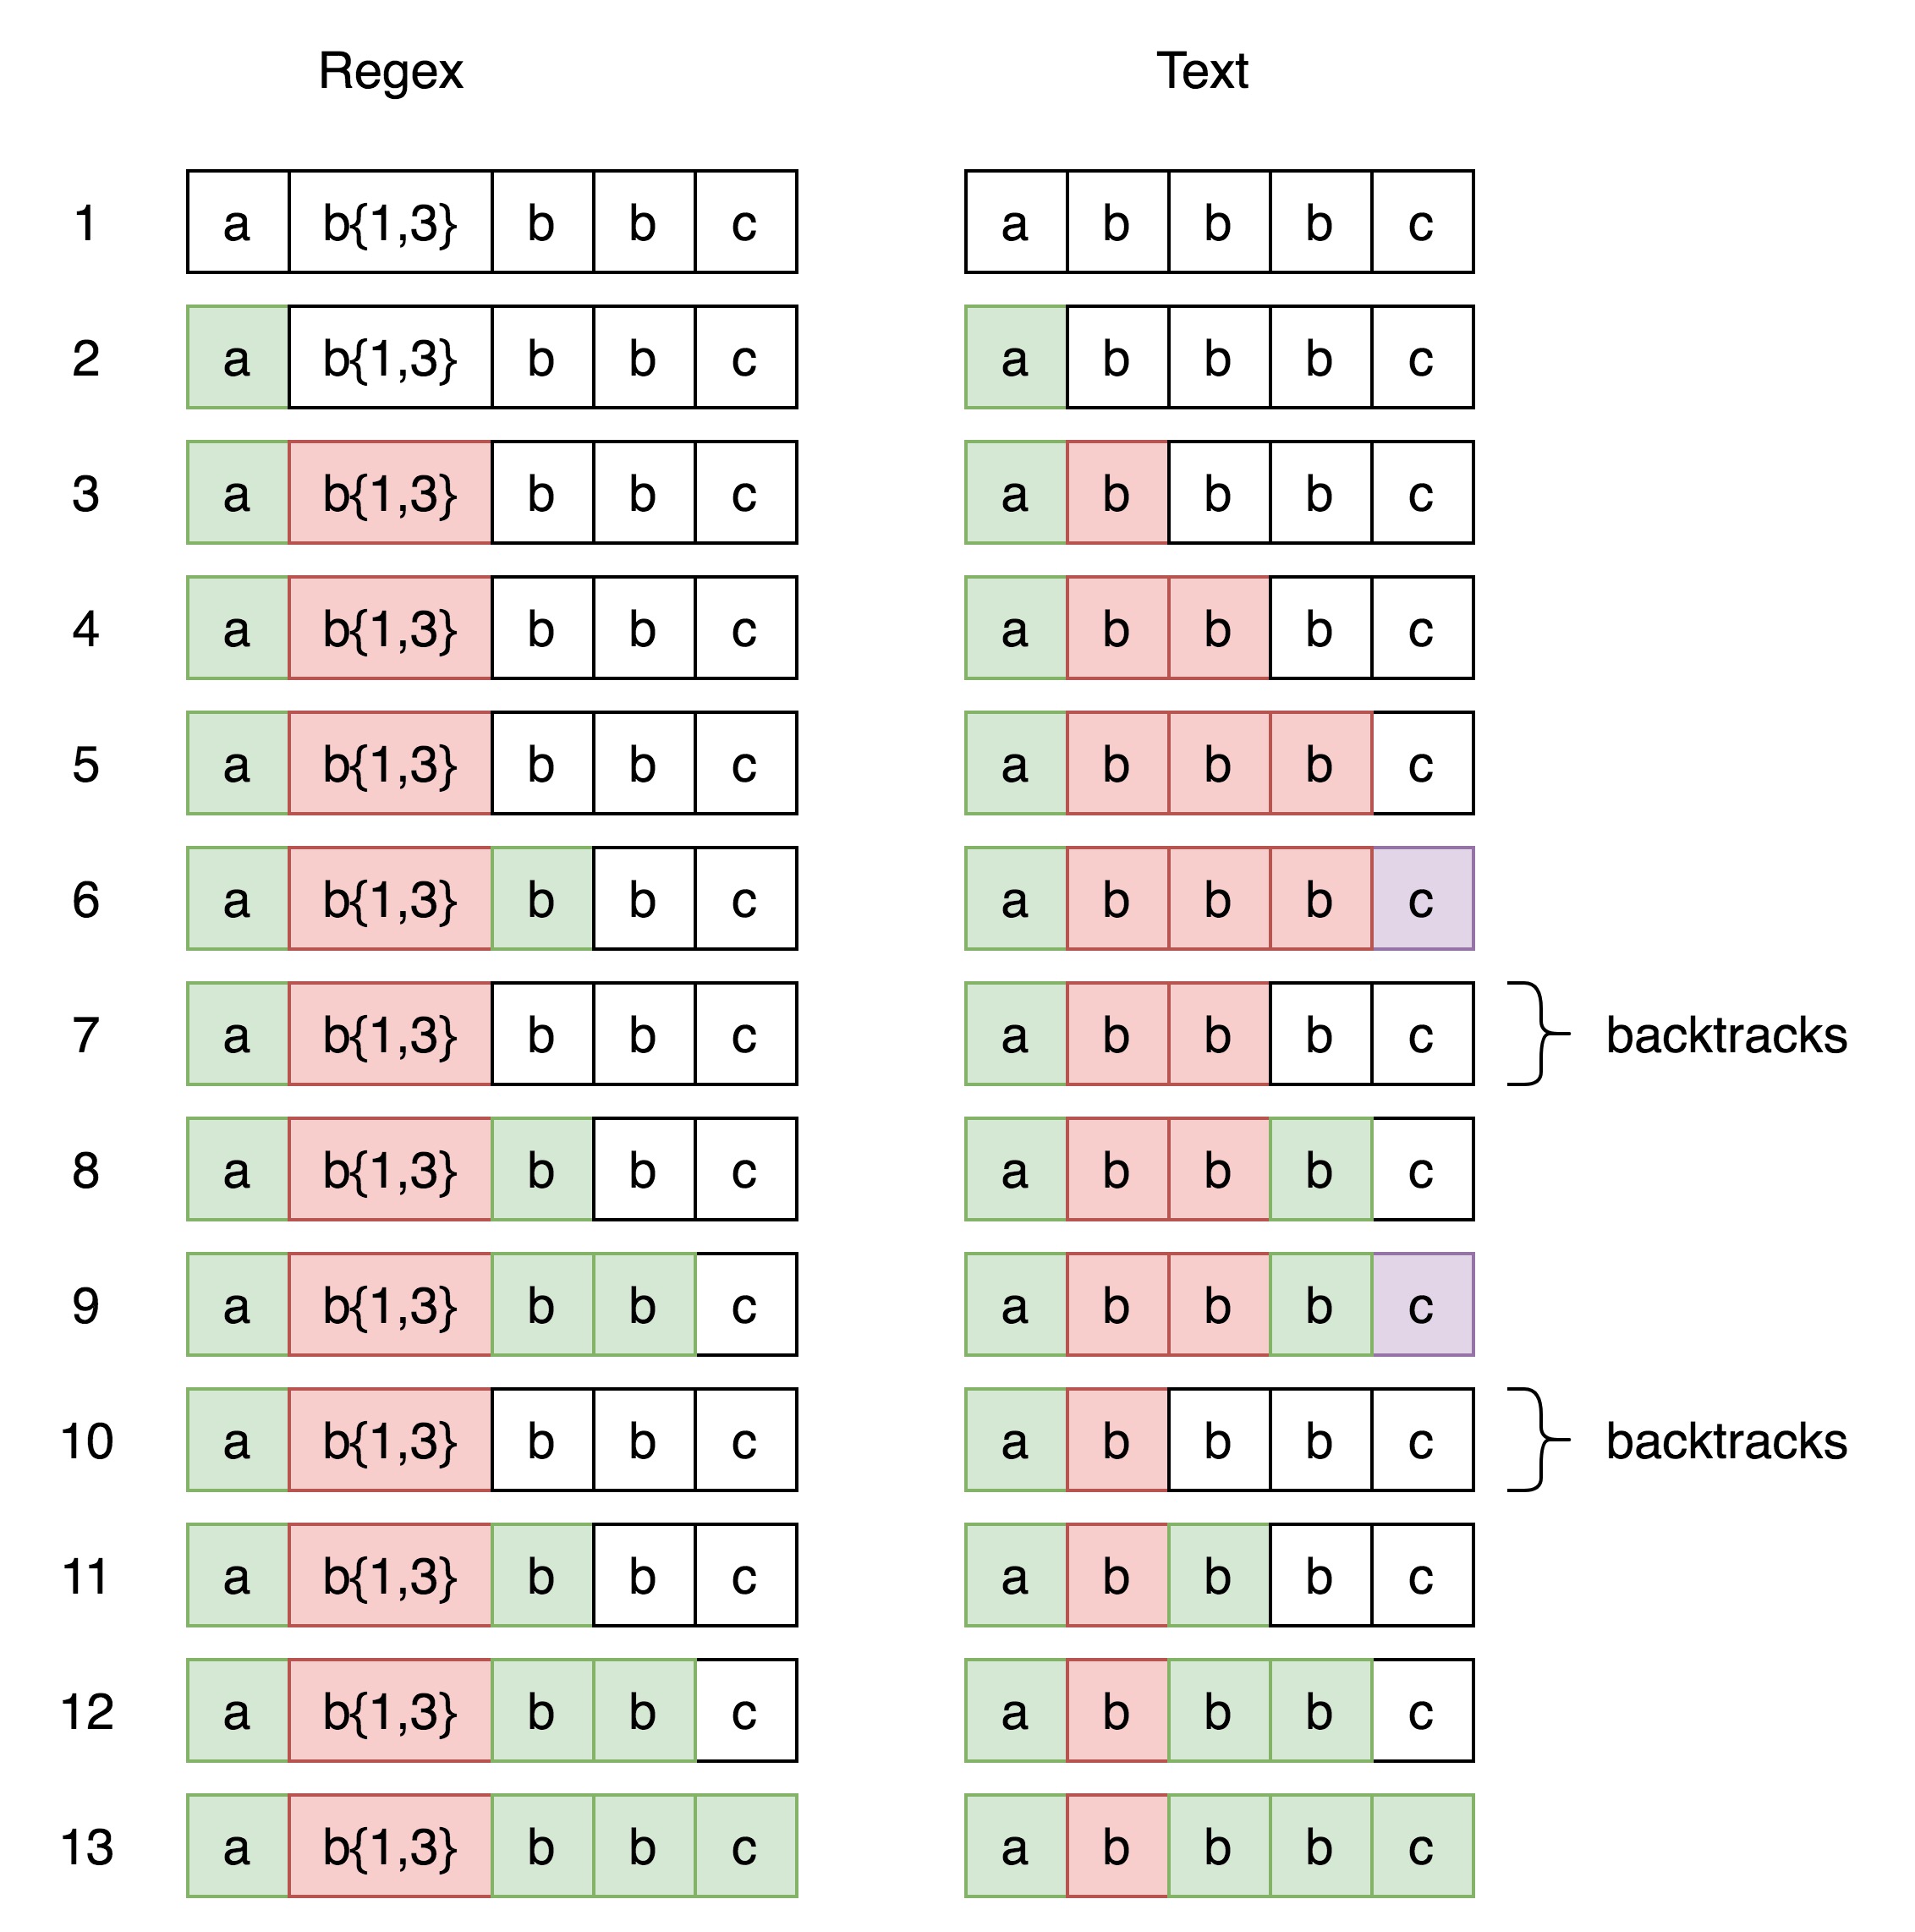 Regex Text
1 a b{1,3} b b c a b b b c
2 a b{1,3} b b c a b b b c
3 a b{1,3} b b c a b b b c
4 a b{1,3} b b c a b b b c
5 a b{1,3} b b c a b b b c
6 a b{1,3} b b c a b b b c
7 a b{1,3} b b c a b b b c backtracks
8 a b{1,3} b b c a b b b c
9 a b{1,3} b b c a b b b c
10 a b{1,3} b b c a b b b c backtracks
11 a b{1,3} b b c a b b b c
12 a b{1,3} b b c a b b b c
13 a b{1,3} b b c a b b b c